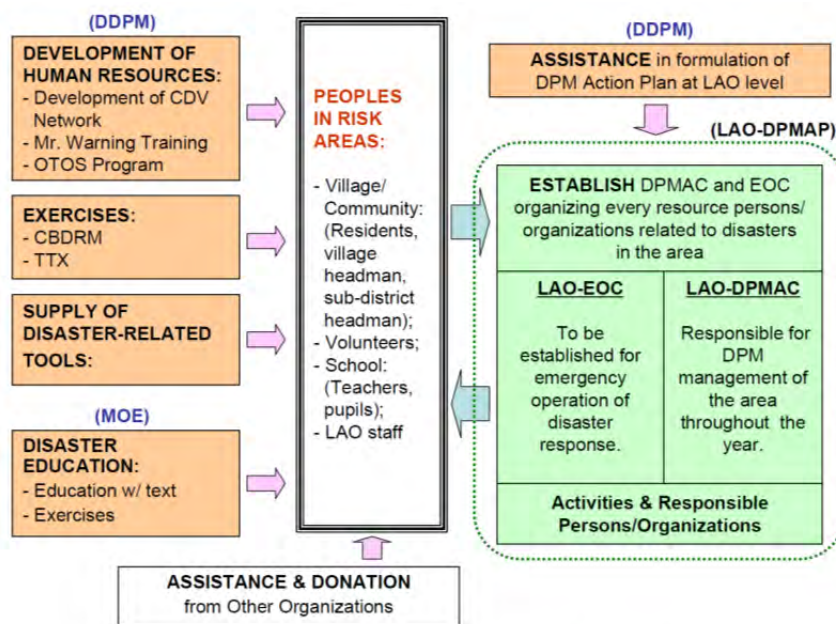 (DDPM)
DEVELOPMENT OF
HUMAN RESOURCES:
- Development of CDV
Network
- Mr. Warning Training
- OTOS Program
EXERCISES:
- CBDRM
- TTX
SUPPLY OF
DISASTER-RELATED
TOOLS:
(MOE)
DISASTER
EDUCATION:
- Education w/ text
- Exercises
PEOPLES
IN RISK
AREAS:
- Village/
Community:
(Residents,
village
headman,
sub-district
headman);
- Volunteers;
- School:
(Teachers,
pupils);
- LAO staff
ASSISTANCE & DONATION
from Other Organizations
(DDPM)
ASSISTANCE in formulation of
DPM Action Plan at LAO level
(LAO-DPMAP)
ESTABLISH DPMAC and EOC
organizing every resource persons/
organizations related to disasters
in the area
LAO-EOC
To be
established for
emergency
operation of
disaster
response.
LAO-DPMAC
Responsible for
DPM
management of
the area
throughout the
year.
Activities & Responsible
Persons/Organizations